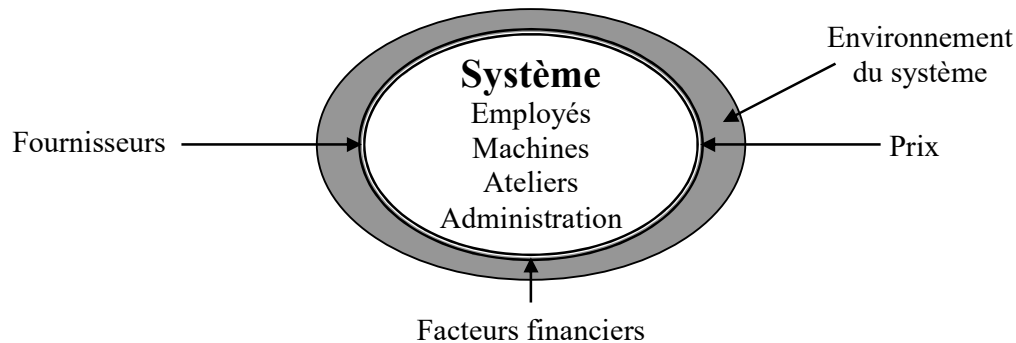 Environnement
du système
Système
Employés
Machines
Ateliers
Administration
Fournisseurs
Prix
Facteurs financiers